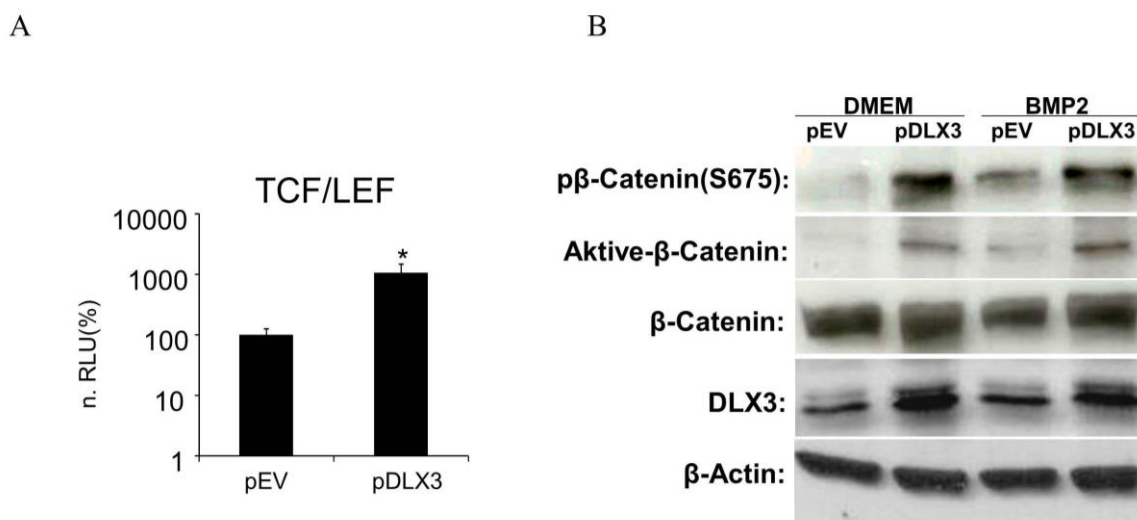 A
TCF/LEF
10000
1000
100
10
1
n. RLU(%)
*
pEV pDLX3
B
DMEM BMP2
pEV pDLX3 pEV pDLX3
pβ-Catenin(S675):
Aktive-β-Catenin:
β-Catenin:
DLX3:
β-Actin: